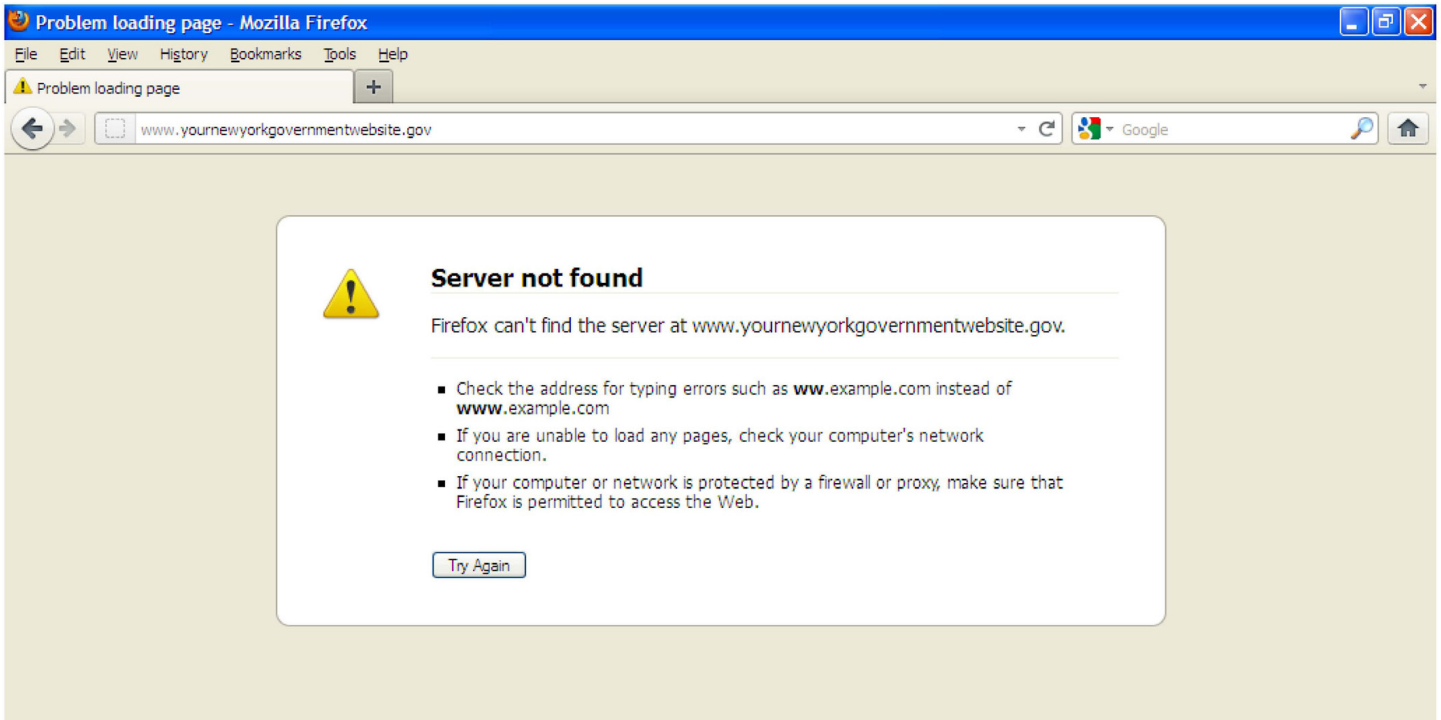 Problem loading page - Mozilla Firefox
File Edit View History Bookmarks Tools Help
Problem loading page
www.yournewyorkgovernmentwebsite.gov
Google
Server not found
Firefox can't find the server at www.yournewyorkgovernmentwebsite.gov.
Check the address for typing errors such as ww.example.com instead of
www.example.com
If you are unable to load any pages, check your computer's network
connection.
If your computer or network is protected by a firewall or proxy, make sure that
Firefox is permitted to access the Web.
Try Again